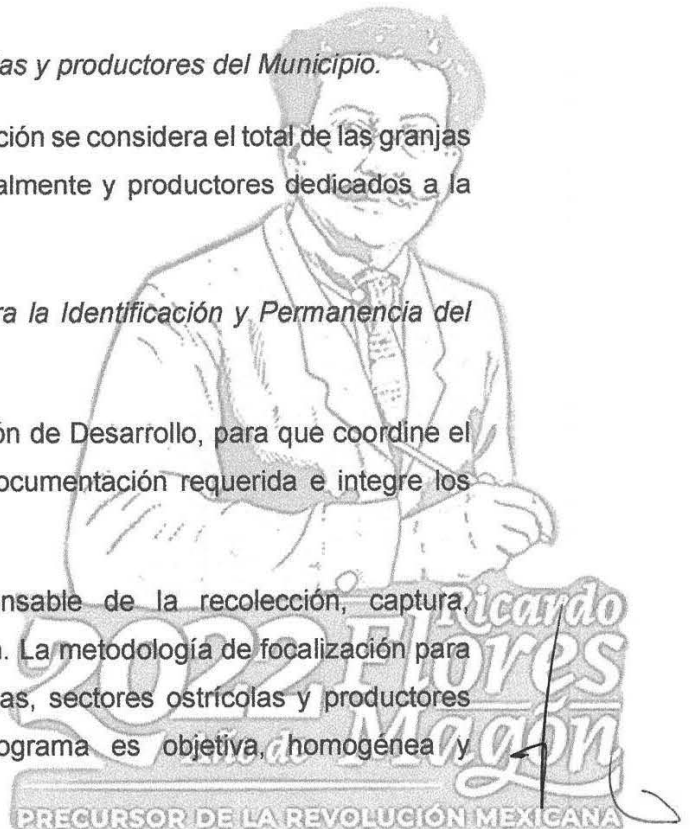 as y productores del Municipio.
ción se considera el total de las granjas
almente y productores dedicados a la
ra la Identificación y Permanencia del
ón de Desarrollo, para que coordine el
ocumentación requerida e integre los
nsable de la recolección, captura,
. La metodología de focalización para
as, sectores ostrícolas y productores
ograma es objetiva, homogénea y
2022 Ricardo
Flores
Año de Magón
PRECURSOR DE LA REVOLUCIÓN MEXICANA